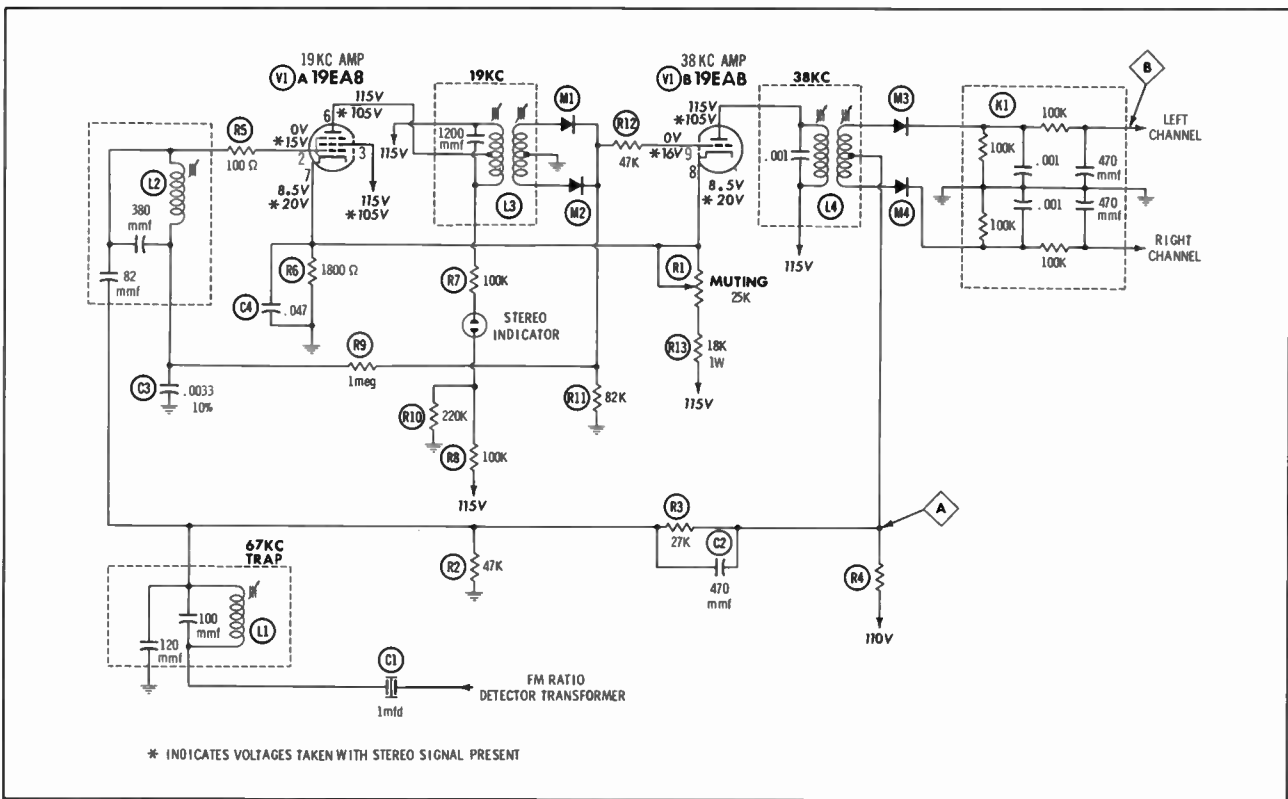 19KC AMP
V1 A 19EA8
19KC
38KC AMP
V1 B 19EAB
38KC
B
115V
*105V
6
0V
*15V
2
3
7
8.5V
*20V
115V
*105V
R5
100 Ω
L2
380
mmf
82
mmf
1200
mmf
115V
L3
M1
M2
R12
47K
115V
*105V
0V
*16V
9
8
8.5V
*20V
.001
L4
115V
M3
M4
K1
100K
100K
.001
470
mmf
.001
470
mmf
100K
100K
LEFT
CHANNEL
RIGHT
CHANNEL
R6
1800 Ω
C4
.047
R7
100K
STEREO
INDICATOR
R1
MUTING
25K
R13
18K
1W
115V
R9
1meg
C3
.0033
10%
R10
220K
R11
82K
R8
100K
115V
R3
27K
C2
470
mmf
A
R2
47K
R4
110V
67KC
TRAP
100
mmf
120
mmf
L1
C1
1mfd
FM RATIO
DETECTOR TRANSFORMER
* INDICATES VOLTAGES TAKEN WITH STEREO SIGNAL PRESENT